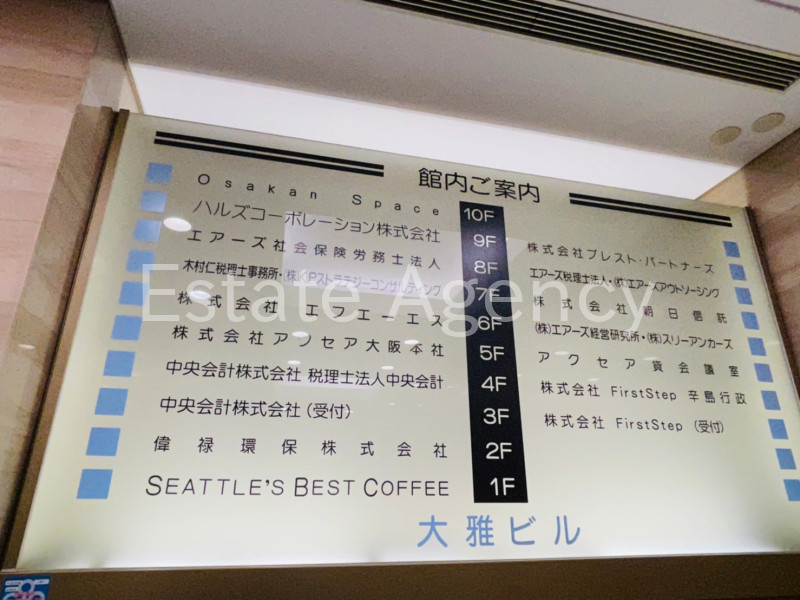 館内ご案内
Osakan Space 10F
ハルズコーポレーション株式会社 9F 株式会社プレスト・パートナーズ
エアーズ社会保険労務士法人 8F エアーズ税理士法人・㈱エアーズアウトソーシング
木村仁税理士事務所・㈱KPストラテジーコンサルティング 7F 株式会社朝日信託
株式会社エフエーエス 6F ㈱エアーズ経営研究所・㈱スリーアンカーズ
株式会社アクセア大阪本社 5F アクセア貸会議室
中央会計株式会社 税理士法人中央会計 4F 株式会社 FirstStep 辛島行政
中央会計株式会社（受付） 3F 株式会社 FirstStep （受付）
偉禄環保株式会社 2F
SEATTLE'S BEST COFFEE 1F
大雅ビル
Estate Agency